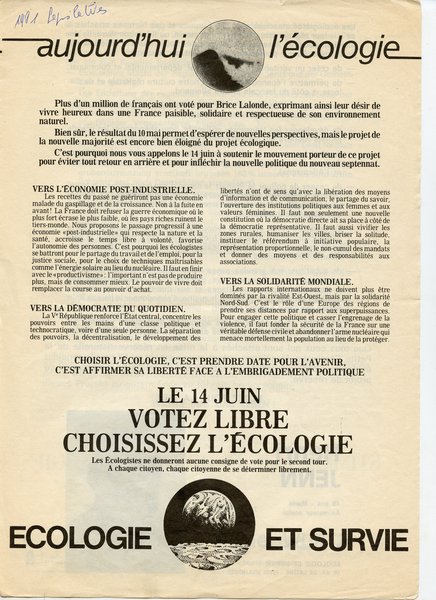 1981 Législatives
aujourd'hui l'écologie
Plus d'un million de français ont voté pour Brice Lalonde, exprimant ainsi leur désir de
vivre heureux dans une France paisible, solidaire et respectueuse de son environnement
naturel.
Bien sûr, le résultat du 10 mai permet d'espérer de nouvelles perspectives, mais le projet de
la nouvelle majorité est encore bien éloigné du projet écologique.
C'est pourquoi nous vous appelons le 14 juin à soutenir le mouvement porteur de ce projet
pour éviter tout retour en arrière et pour infléchir la nouvelle politique du nouveau septennat.
VERS L'ÉCONOMIE POST-INDUSTRIELLE.
Les recettes du passé ne guériront pas une économie
malade du gaspillage et de la croissance. Non à la fuite en
avant! La France doit refuser la guerre économique où le
plus fort écrase le plus faible, où les pays riches ruinent le
tiers-monde. Nous proposons le passage progressif à une
économie «post-industrielle» qui respecte la nature et la
santé, accroisse le temps libre à volonté, favorise
l'autonomie des personnes. C'est pourquoi les écologistes
se battront pour le partage du travail et de l'emploi, pour la
justice sociale, pour le choix de techniques maîtrisables
comme l'énergie solaire au lieu du nucléaire. Il faut en finir
avec le «productivisme»: l'important n'est pas de produire
plus, mais de consommer mieux. Le pouvoir de vivre doit
remplacer la course au pouvoir d'achat.
VERS LA DÉMOCRATIE DU QUOTIDIEN.
La Vᵉ République renforce l'État central, concentre les
pouvoirs entre les mains d'une classe politique et
technocratique, voire d'une seule personne. La séparation
des pouvoirs, la décentralisation, le développement des
libertés n'ont de sens qu'avec la libération des moyens
d'information et de communication, le partage du savoir,
l'ouverture des institutions politiques aux femmes et aux
valeurs féminines. Il faut non seulement une nouvelle
constitution où la démocratie directe ait sa place à côté de
la démocratie représentative. Il faut aussi vivifier les
zones rurales, humaniser les villes, briser la solitude,
instituer le référendum à initiative populaire, la
représentation proportionnelle, le non-cumul des mandats
et donner des moyens et des responsabilités aux
associations.
VERS LA SOLIDARITÉ MONDIALE.
Les rapports internationaux ne doivent plus être
dominés par la rivalité Est-Ouest, mais par la solidarité
Nord-Sud. C'est le rôle d'une Europe des régions de
prendre ses distances par rapport aux superpuissances.
Pour engager cette politique et casser l'engrenage de la
violence, il faut fonder la sécurité de la France sur une
véritable défense civile et abandonner l'arme nucléaire qui
menace mortellement la population au lieu de la protéger.
CHOISIR L'ÉCOLOGIE, C'EST PRENDRE DATE POUR L'AVENIR,
C'EST AFFIRMER SA LIBERTÉ FACE A L'EMBRIGADEMENT POLITIQUE
LE 14 JUIN
VOTEZ LIBRE
CHOISISSEZ L'ÉCOLOGIE
Les Écologistes ne donneront aucune consigne de vote pour le second tour.
A chaque citoyen, chaque citoyenne de se déterminer librement.
ECOLOGIE ET SURVIE